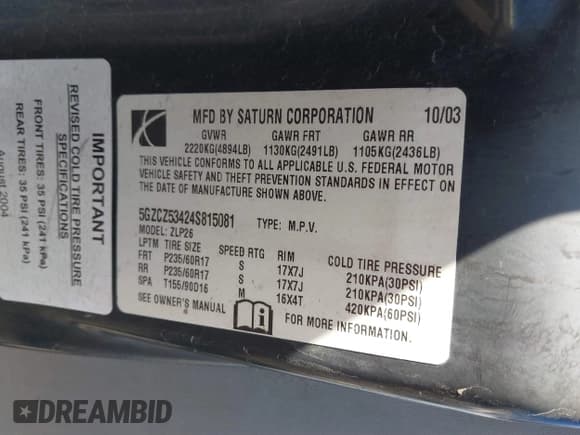 IMPORTANT
REVISED COLD TIRE PRESSURE
SPECIFICATIONS
FRONT TIRES: 35 PSI (241 kPa)
REAR TIRES: 35 PSI (241 kPa)
August 2004
MFD BY SATURN CORPORATION 10/03
GVWR GAWR FRT GAWR RR
2220KG(4894LB) 1130KG(2491LB) 1105KG(2436LB)
THIS VEHICLE CONFORMS TO ALL APPLICABLE U.S. FEDERAL MOTOR
VEHICLE SAFETY AND THEFT PREVENTION STANDARDS IN EFFECT ON
THE DATE OF MANUFACTURE SHOWN ABOVE.
5GZCZ53424S815081 TYPE: M.P.V.
MODEL: ZLP26
LPTM TIRE SIZE SPEED RTG RIM COLD TIRE PRESSURE
FRT P235/60R17 S 17X7J 210KPA(30PSI)
RR P235/60R17 S 17X7J 210KPA(30PSI)
SPA T155/90D16 M 16X4T 420KPA(60PSI)
SEE OWNER'S MANUAL FOR MORE INFORMATION.
DREAMBID